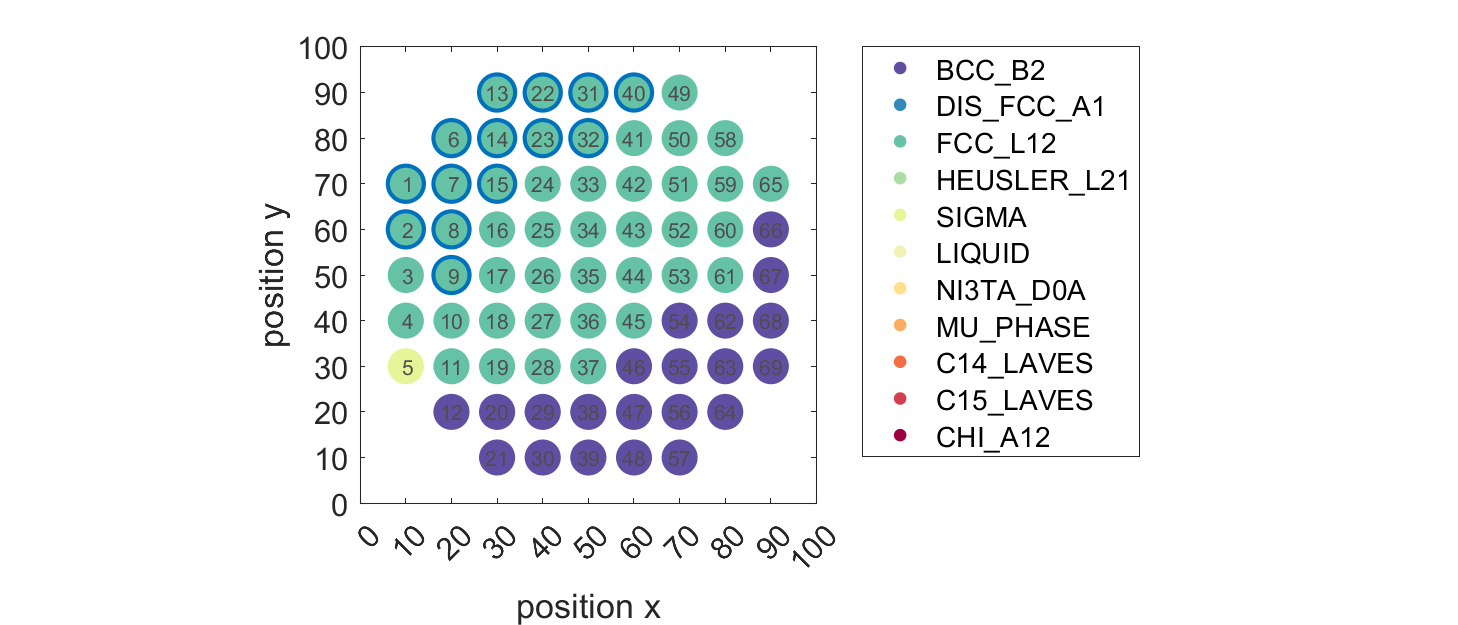 100
90
80
70
60
50
40
30
20
10
0
position y
13 22 31 40 49
6 14 23 32 41 50 58
1 7 15 24 33 42 51 59 65
2 8 16 25 34 43 52 60 66
3 9 17 26 35 44 53 61 67
4 10 18 27 36 45 54 62 68
5 11 19 28 37 46 55 63 69
12 20 29 38 47 56 64
21 30 39 48 57
0 10 20 30 40 50 60 70 80 90 100
position x
BCC_B2
DIS_FCC_A1
FCC_L12
HEUSLER_L21
SIGMA
LIQUID
NI3TA_D0A
MU_PHASE
C14_LAVES
C15_LAVES
CHI_A12